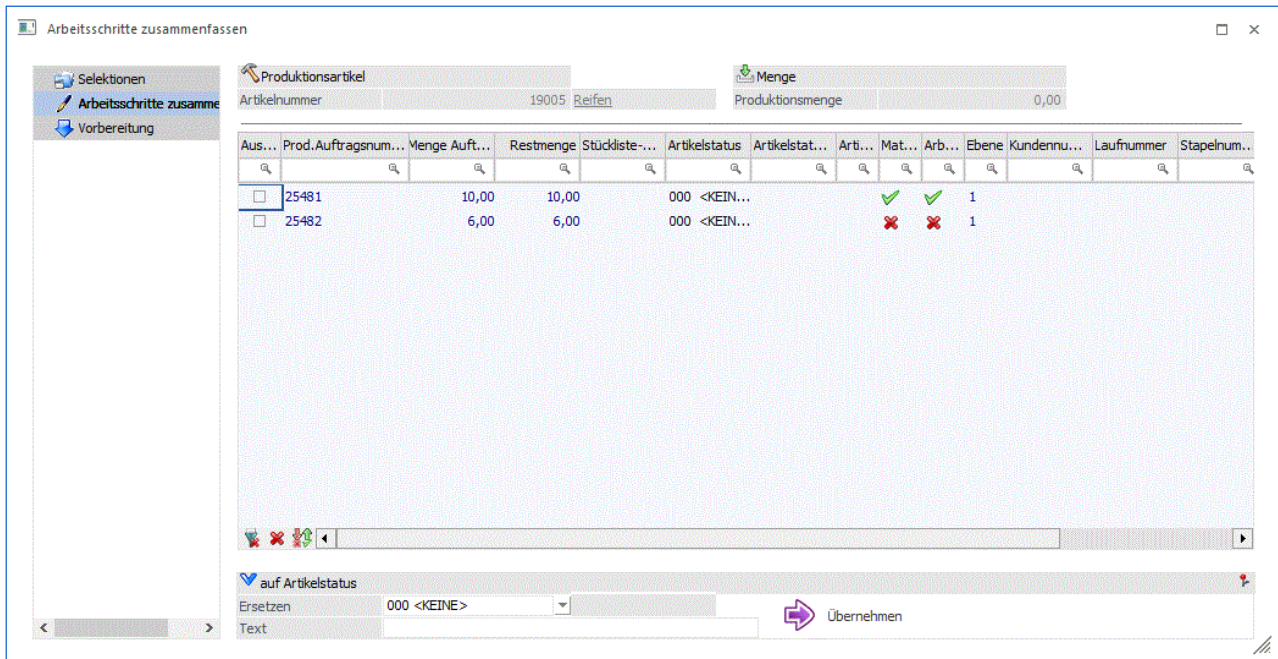 Arbeitsschritte zusammenfassen
Selektionen
Arbeitsschritte zusamme
Vorbereitung
Produktionsartikel
Menge
Artikelnummer 19005 Reifen Produktionsmenge 0,00
Aus... Prod.Auftragsnum... Menge Auft... Restmenge Stückliste-... Artikelstatus Artikelstat... Arti... Mat... Arb... Ebene Kundennu... Laufnummer Stapelnum...
25481 10,00 10,00 000 <KEIN... 1
25482 6,00 6,00 000 <KEIN... 1
auf Artikelstatus
Ersetzen 000 <KEINE>
Übernehmen
Text